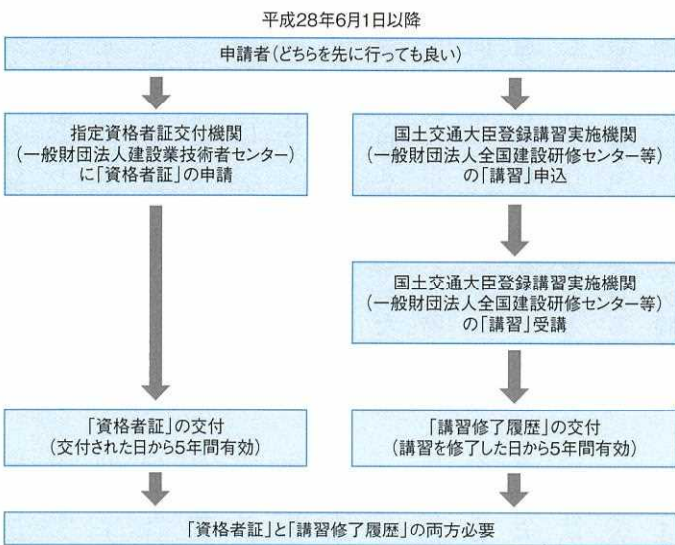 平成28年6月1日以降
申請者(どちらを先に行っても良い)
指定資格者証交付機関
(一般財団法人建設業技術者センター)
に「資格者証」の申請
国土交通大臣登録講習実施機関
(一般財団法人全国建設研修センター等)
の「講習」申込
国土交通大臣登録講習実施機関
(一般財団法人全国建設研修センター等)
の「講習」受講
「資格者証」の交付
(交付された日から5年間有効)
「講習修了履歴」の交付
(講習を修了した日から5年間有効)
「資格者証」と「講習修了履歴」の両方必要